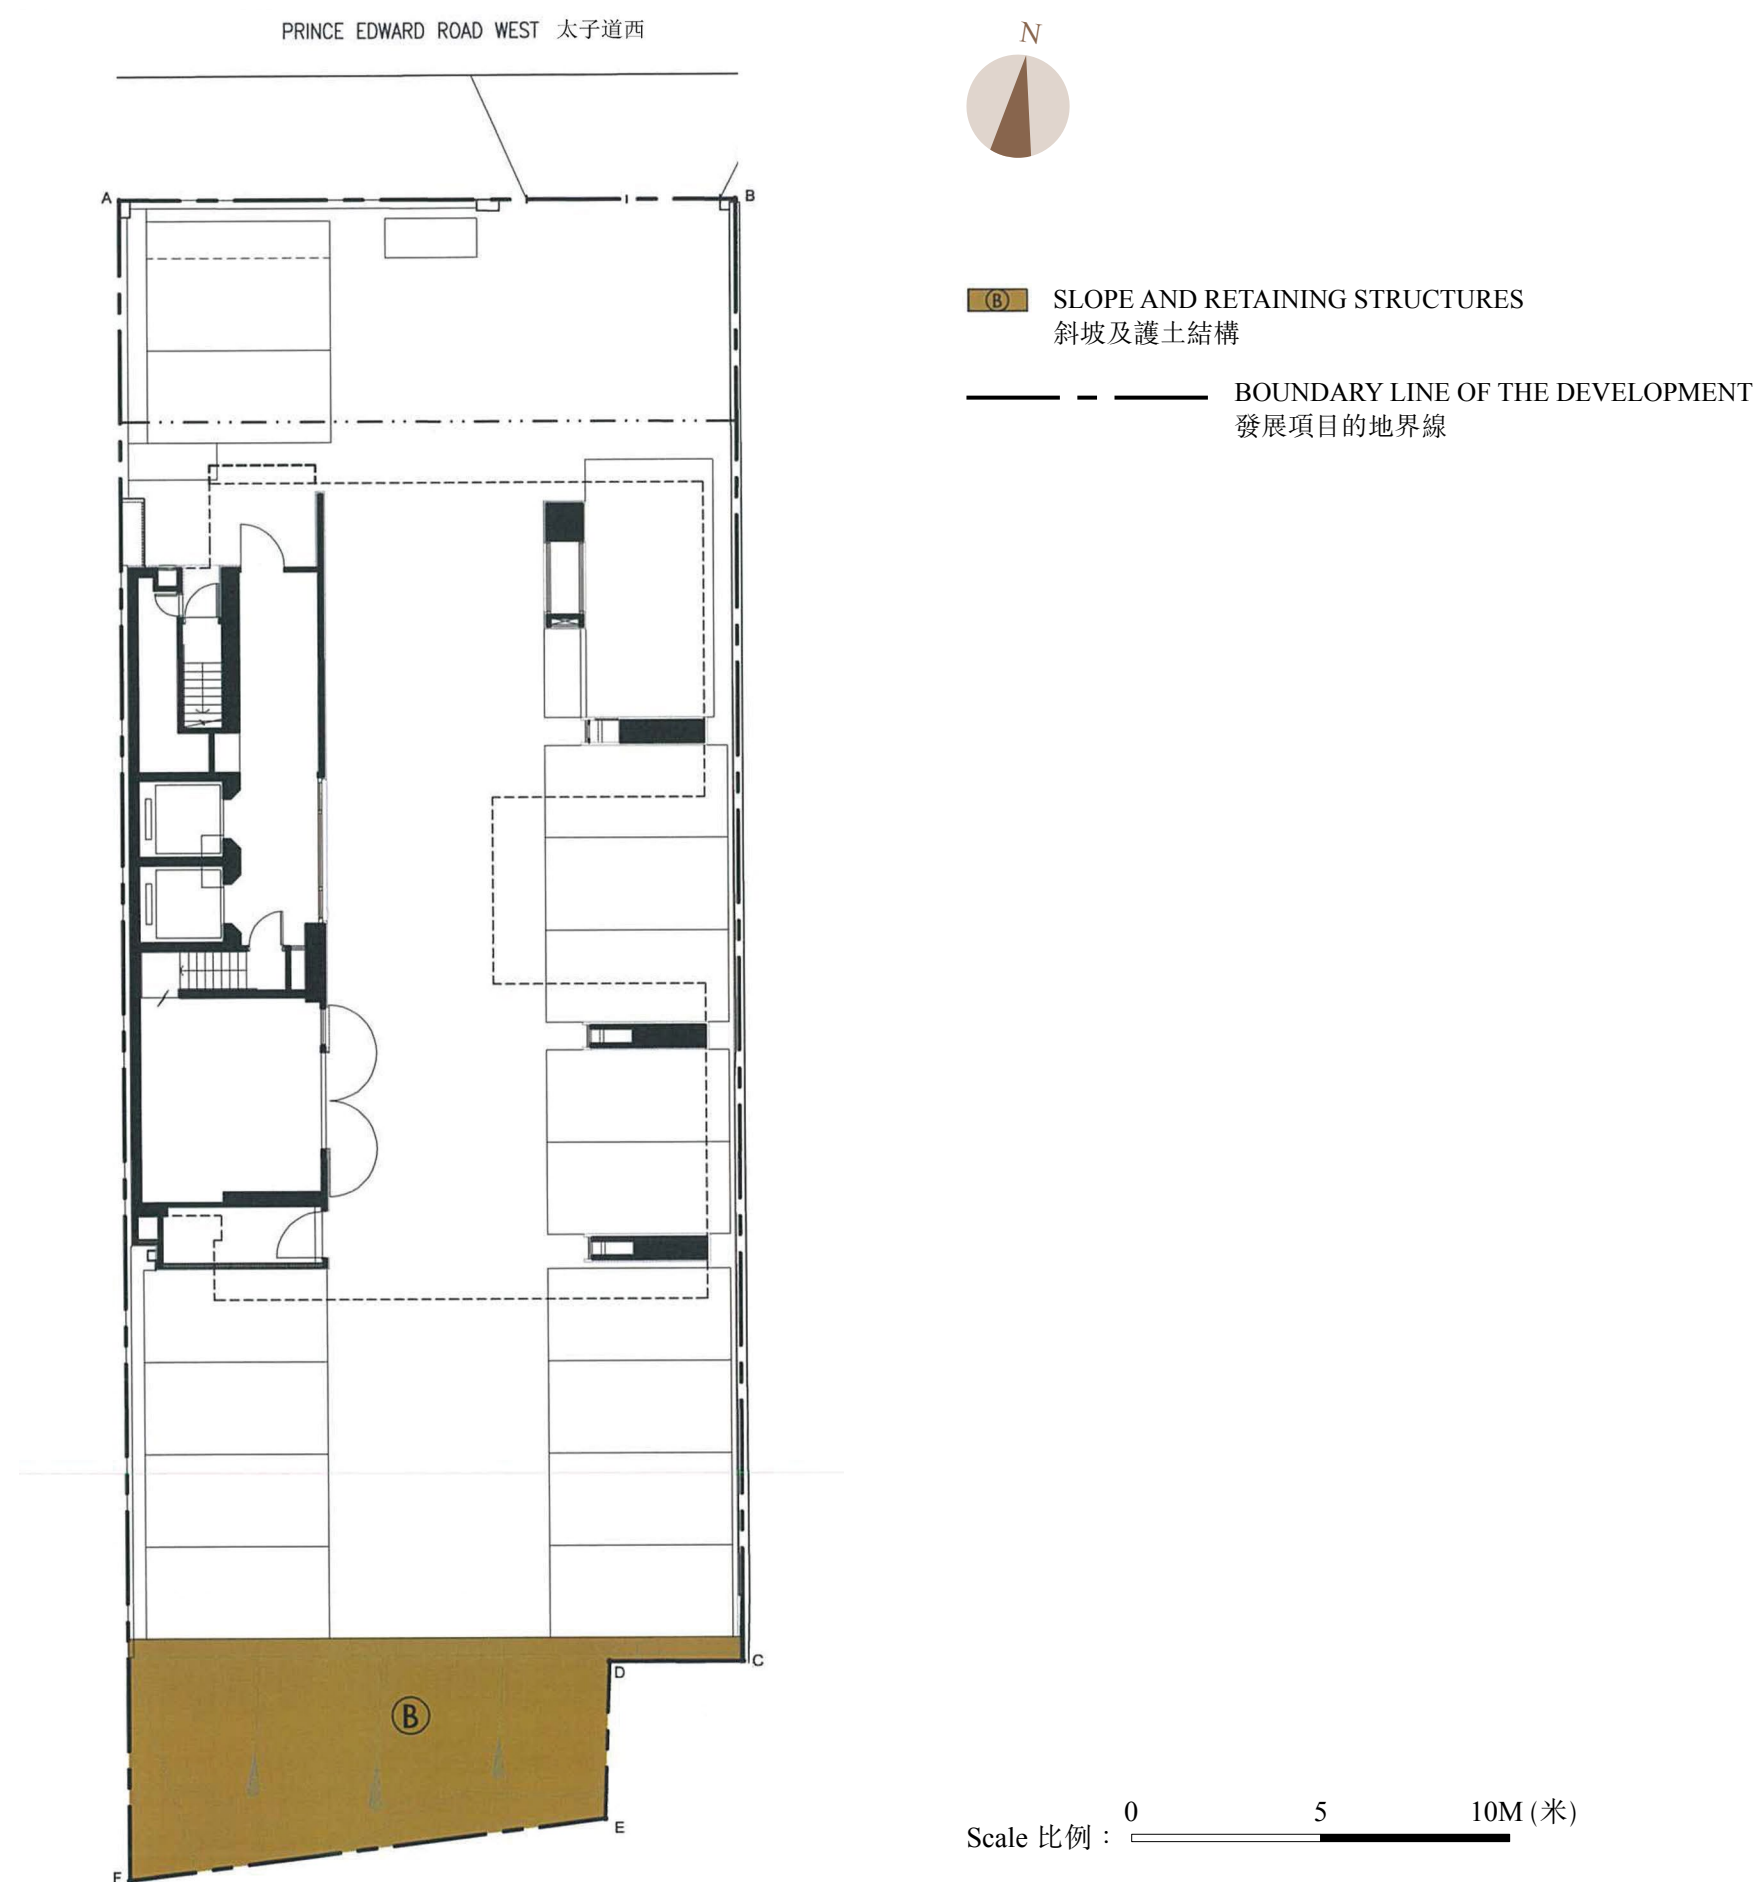 PRINCE EDWARD ROAD WEST 太子道西
N
A
B
Ⓑ SLOPE AND RETAINING STRUCTURES
斜坡及護土結構
BOUNDARY LINE OF THE DEVELOPMENT
發展項目的地界線
C
D
Ⓑ
E
F
0 5 10M (米)
Scale 比例：